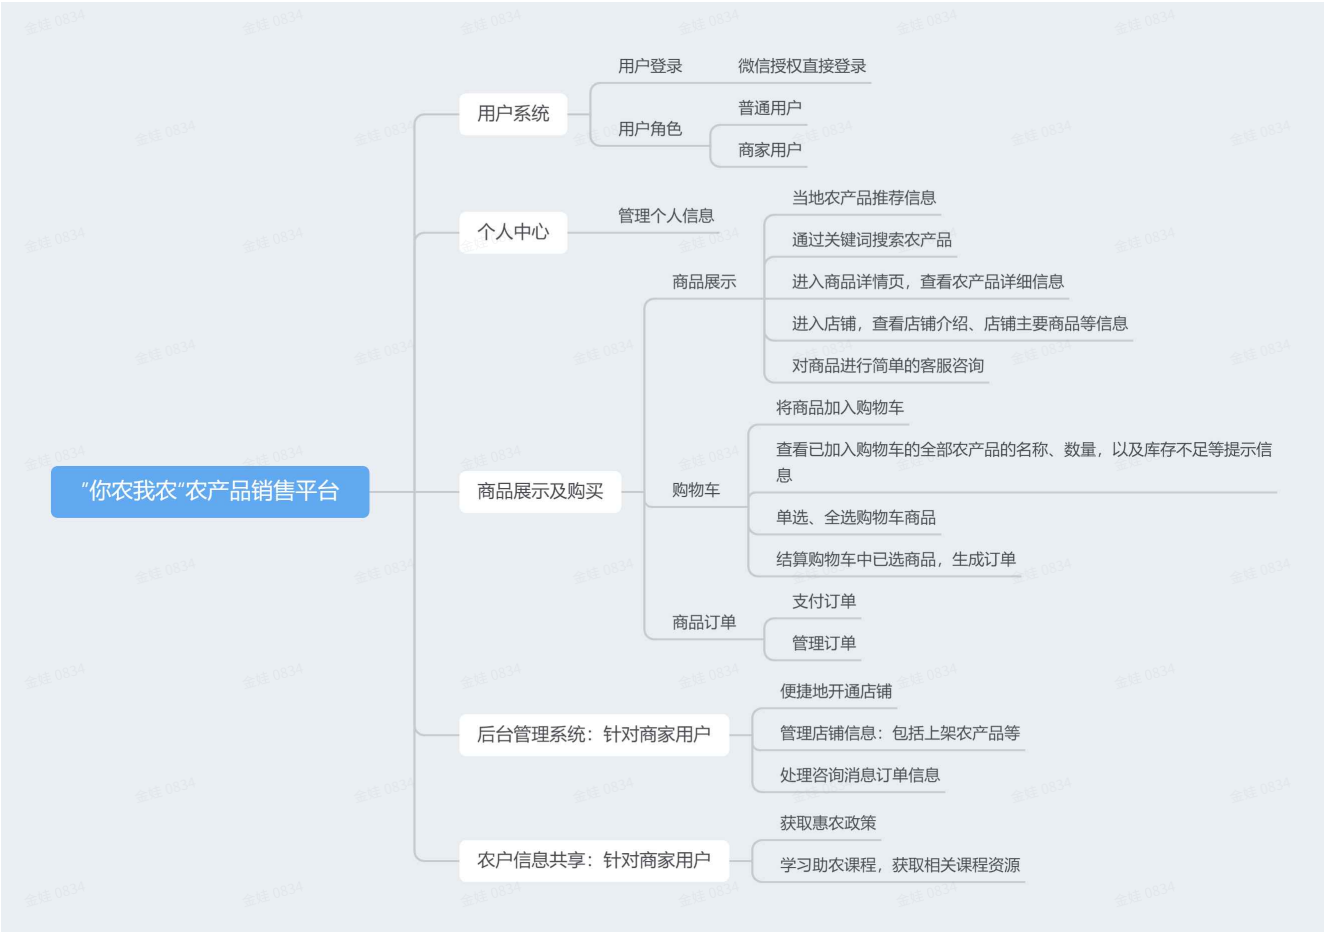 “你农我农“农产品销售平台
用户系统
用户登录
微信授权直接登录
用户角色
普通用户
商家用户
个人中心
管理个人信息
商品展示及购买
商品展示
当地农产品推荐信息
通过关键词搜索农产品
进入商品详情页，查看农产品详细信息
进入店铺，查看店铺介绍、店铺主要商品等信息
对商品进行简单的客服咨询
购物车
将商品加入购物车
查看已加入购物车的全部农产品的名称、数量，以及库存不足等提示信
息
单选、全选购物车商品
结算购物车中已选商品，生成订单
商品订单
支付订单
管理订单
后台管理系统：针对商家用户
便捷地开通店铺
管理店铺信息：包括上架农产品等
处理咨询消息订单信息
农户信息共享：针对商家用户
获取惠农政策
学习助农课程，获取相关课程资源
金娃 0834